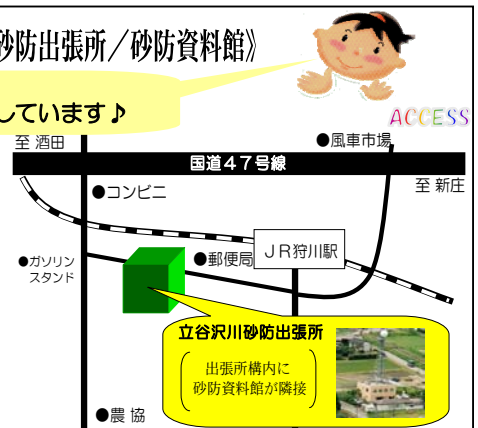 砂防出張所／砂防資料館》
しています♪
ACCESS
至 酒田
●風車市場
国道４７号線
至 新庄
●コンビニ
●ガソリン
スタンド
●郵便局
ＪＲ狩川駅
立谷沢川砂防出張所
出張所構内に
砂防資料館が隣接
●農 協